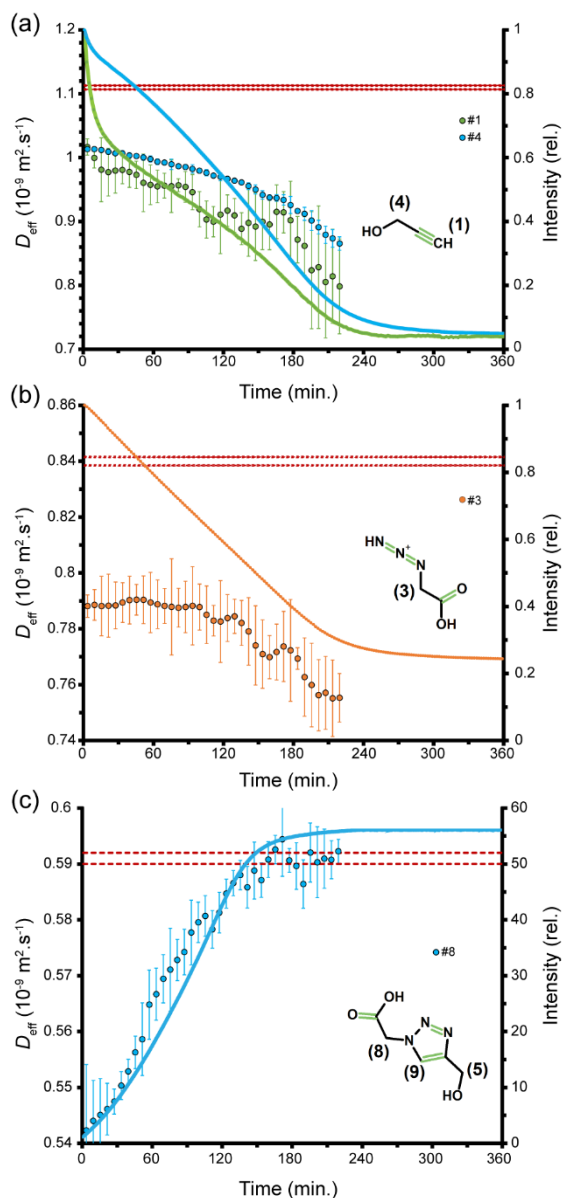 (a)
1.2
1.1
1
0.9
0.8
0.7
D_eff (10⁻⁹ m².s⁻¹)
1
0.8
0.6
0.4
0.2
0
Intensity (rel.)
#1
#4
(4)
(1)
HO
CH
0 60 120 180 240 300 360
Time (min.)
(b)
0.86
0.84
0.82
0.8
0.78
0.76
0.74
D_eff (10⁻⁹ m².s⁻¹)
1
0.8
0.6
0.4
0.2
0
Intensity (rel.)
#3
HN N⁺ N
(3)
O
OH
0 60 120 180 240 300 360
Time (min.)
(c)
0.6
0.59
0.58
0.57
0.56
0.55
0.54
D_eff (10⁻⁹ m².s⁻¹)
60
50
40
30
20
10
0
Intensity (rel.)
#8
OH
O
N N
N
(8)
(9)
(5)
HO
0 60 120 180 240 300 360
Time (min.)